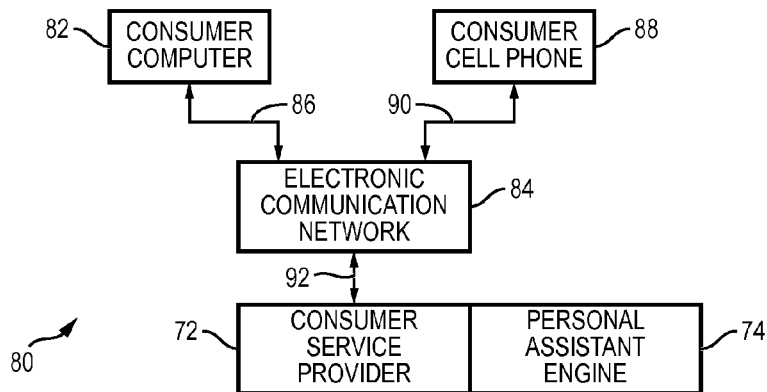 82
CONSUMER
COMPUTER
CONSUMER
CELL PHONE
88
86
90
ELECTRONIC
COMMUNICATION
NETWORK
84
92
80
72
CONSUMER
SERVICE
PROVIDER
PERSONAL
ASSISTANT
ENGINE
74